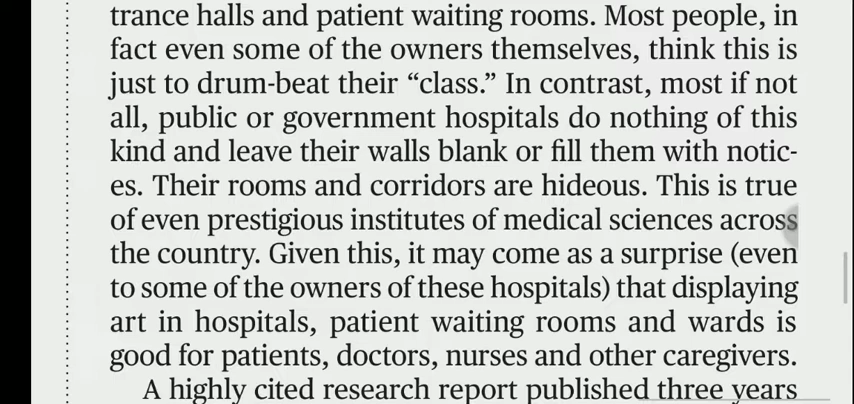 trance halls and patient waiting rooms. Most people, in
fact even some of the owners themselves, think this is
just to drum-beat their “class.” In contrast, most if not
all, public or government hospitals do nothing of this
kind and leave their walls blank or fill them with notic-
es. Their rooms and corridors are hideous. This is true
of even prestigious institutes of medical sciences across
the country. Given this, it may come as a surprise (even
to some of the owners of these hospitals) that displaying
art in hospitals, patient waiting rooms and wards is
good for patients, doctors, nurses and other caregivers.
A highly cited research report published three years